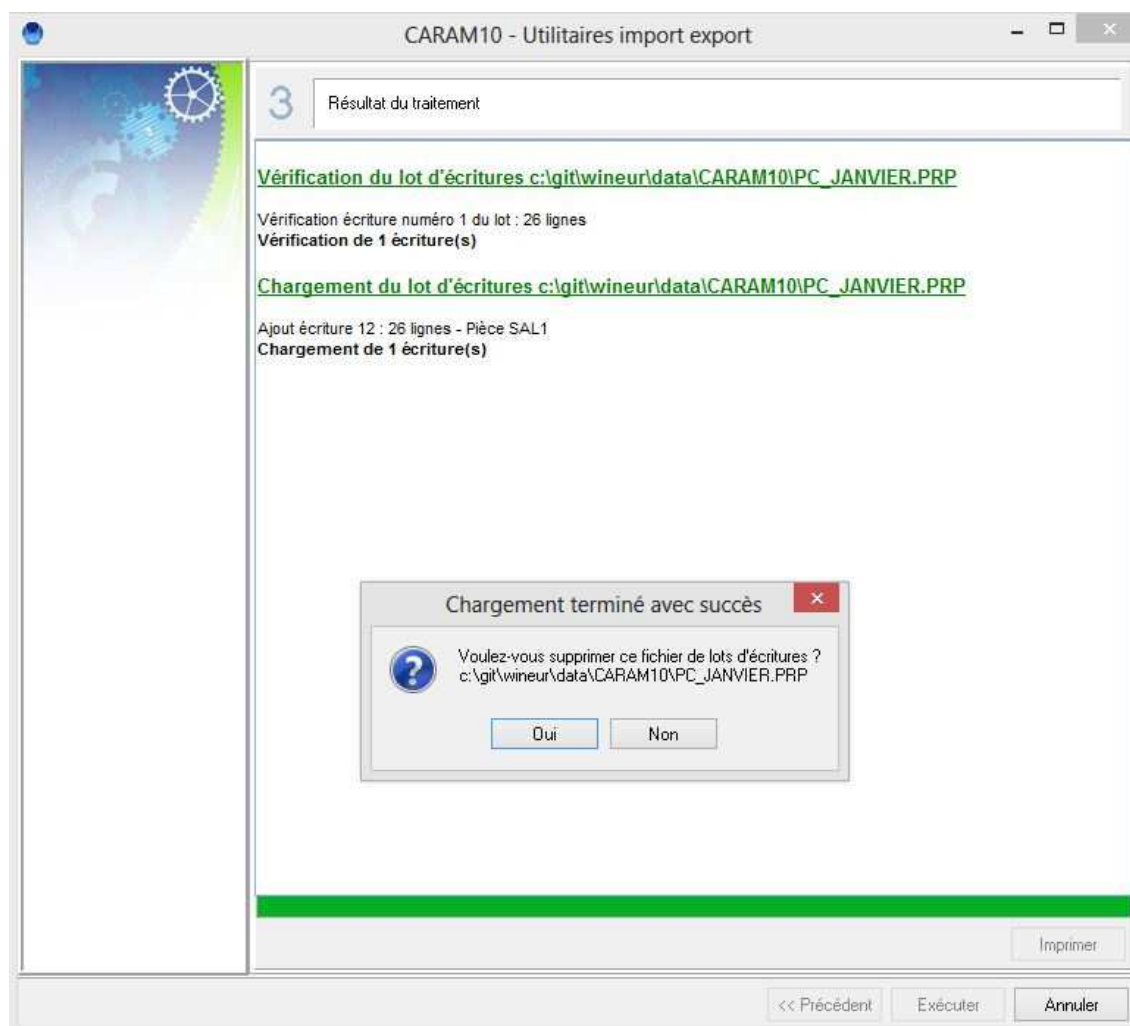 CARAM10 - Utilitaires import export
3
Résultat du traitement
Vérification du lot d'écritures c:\git\wineur\data\CARAM10\PC_JANVIER.PRP
Vérification écriture numéro 1 du lot : 26 lignes
Vérification de 1 écriture(s)
Chargement du lot d'écritures c:\git\wineur\data\CARAM10\PC_JANVIER.PRP
Ajout écriture 12 : 26 lignes - Pièce SAL1
Chargement de 1 écriture(s)
Chargement terminé avec succès
Voulez-vous supprimer ce fichier de lots d'écritures ?
c:\git\wineur\data\CARAM10\PC_JANVIER.PRP
Oui Non
Imprimer
<< Précédent Exécuter Annuler